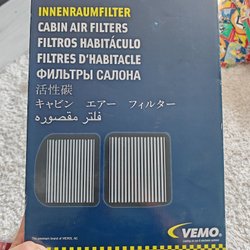 INNENRAUMFILTER
CABIN AIR FILTERS
FILTROS HABITÁCULO
FILTRES D'HABITACLE
ФИЛЬТРЫ САЛОНА
活性碳
キャビン エアー フィルター
فلتر مقصوره
VEMO